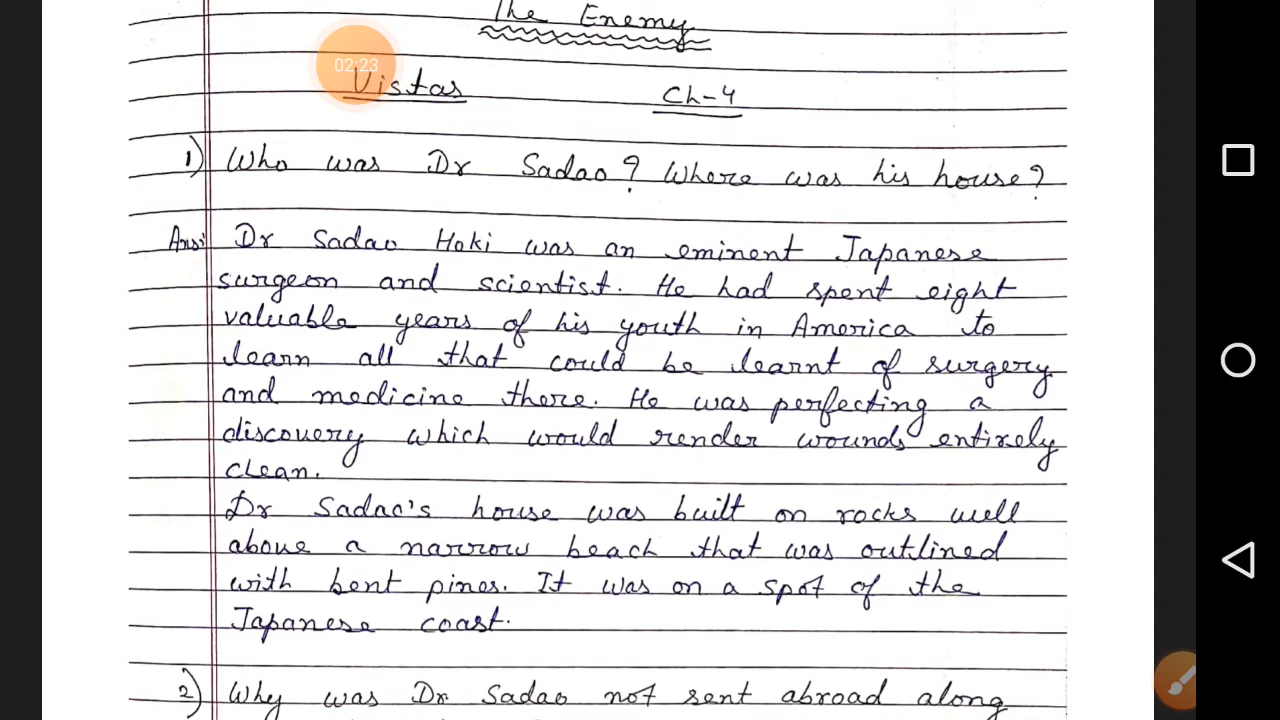 The Enemy
02:23
Vistas Ch-4
1) Who was Dr Sadao? Where was his house?
Ans: Dr Sadao Hoki was an eminent Japanese
surgeon and scientist. He had spent eight
valuable years of his youth in America to
learn all that could be learnt of surgery
and medicine there. He was perfecting a
discovery which would render wounds entirely
clean.
Dr Sadao's house was built on rocks well
above a narrow beach that was outlined
with bent pines. It was on a spot of the
Japanese coast.
2) Why was Dr Sadao not sent abroad along